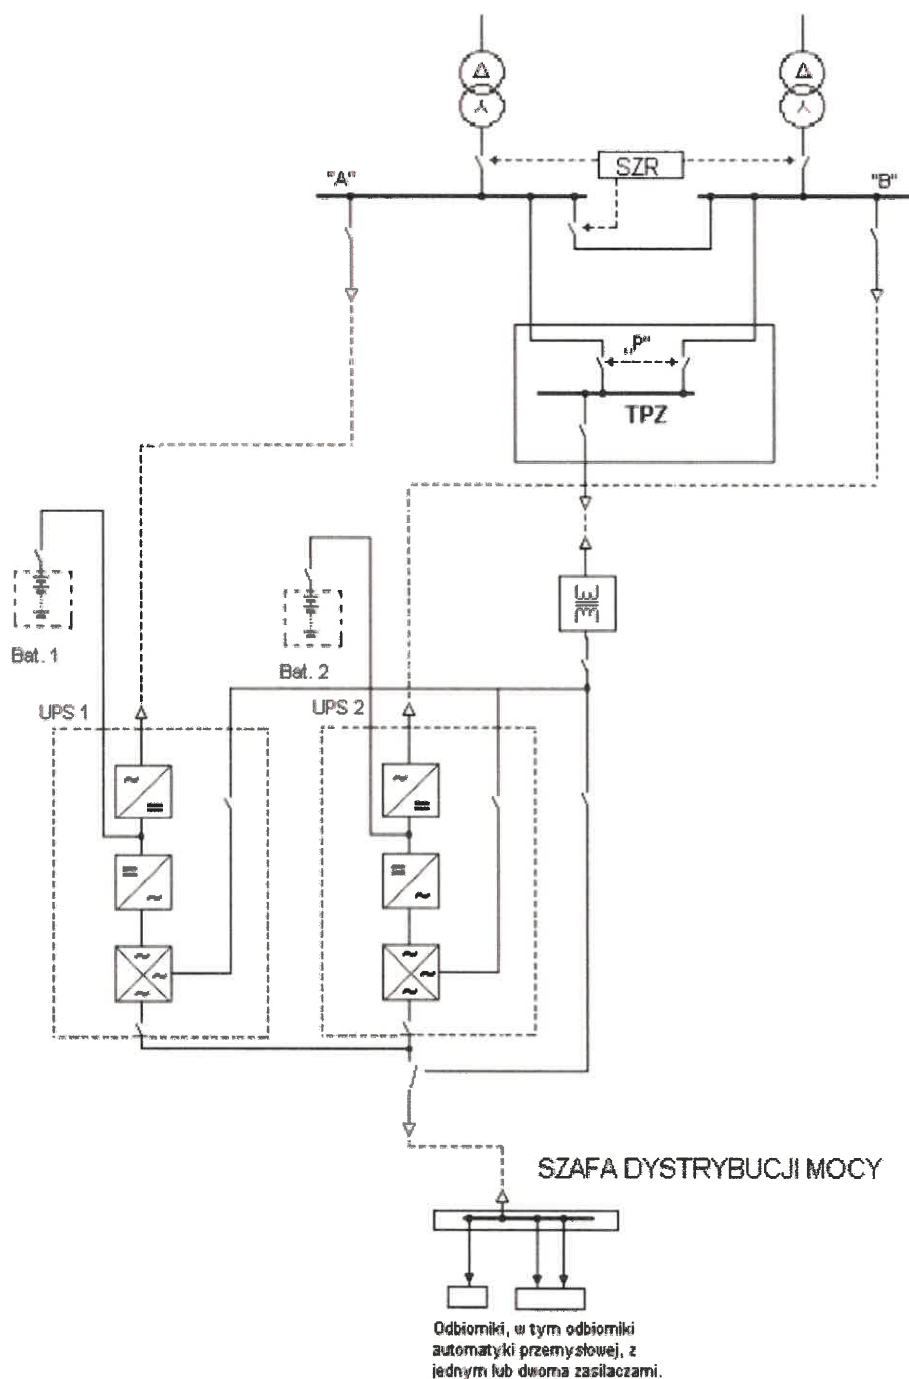 SZR
"A"
"B"
„P"
TPZ
Bat. 1
Bat. 2
UPS 1
UPS 2
SZAFA DYSTRYBUCJI MOCY
Odbiorniki, w tym odbiorniki
automatyki przemysłowej, z
jednym lub dwoma zasilaczami.